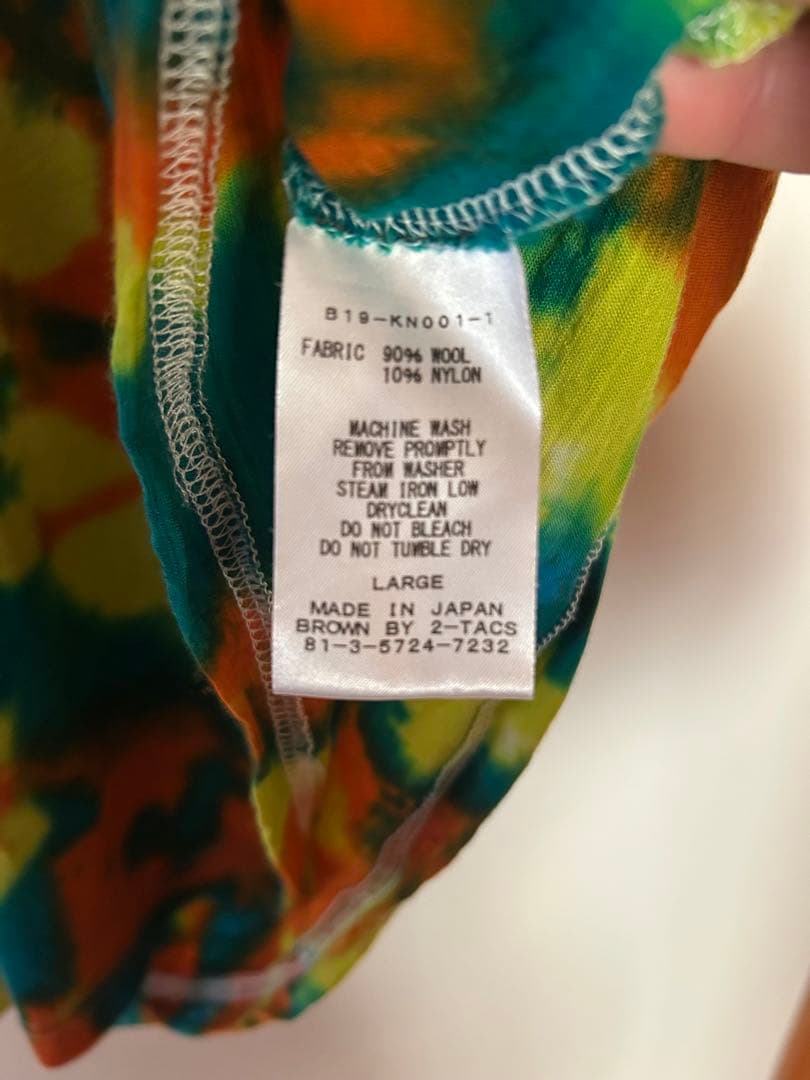 B19-KN001-1
FABRIC 90% WOOL
10% NYLON
MACHINE WASH
REMOVE PROMPTLY
FROM WASHER
STEAM IRON LOW
DRYCLEAN
DO NOT BLEACH
DO NOT TUMBLE DRY
LARGE
MADE IN JAPAN
BROWN BY 2-TACS
81-3-5724-7232